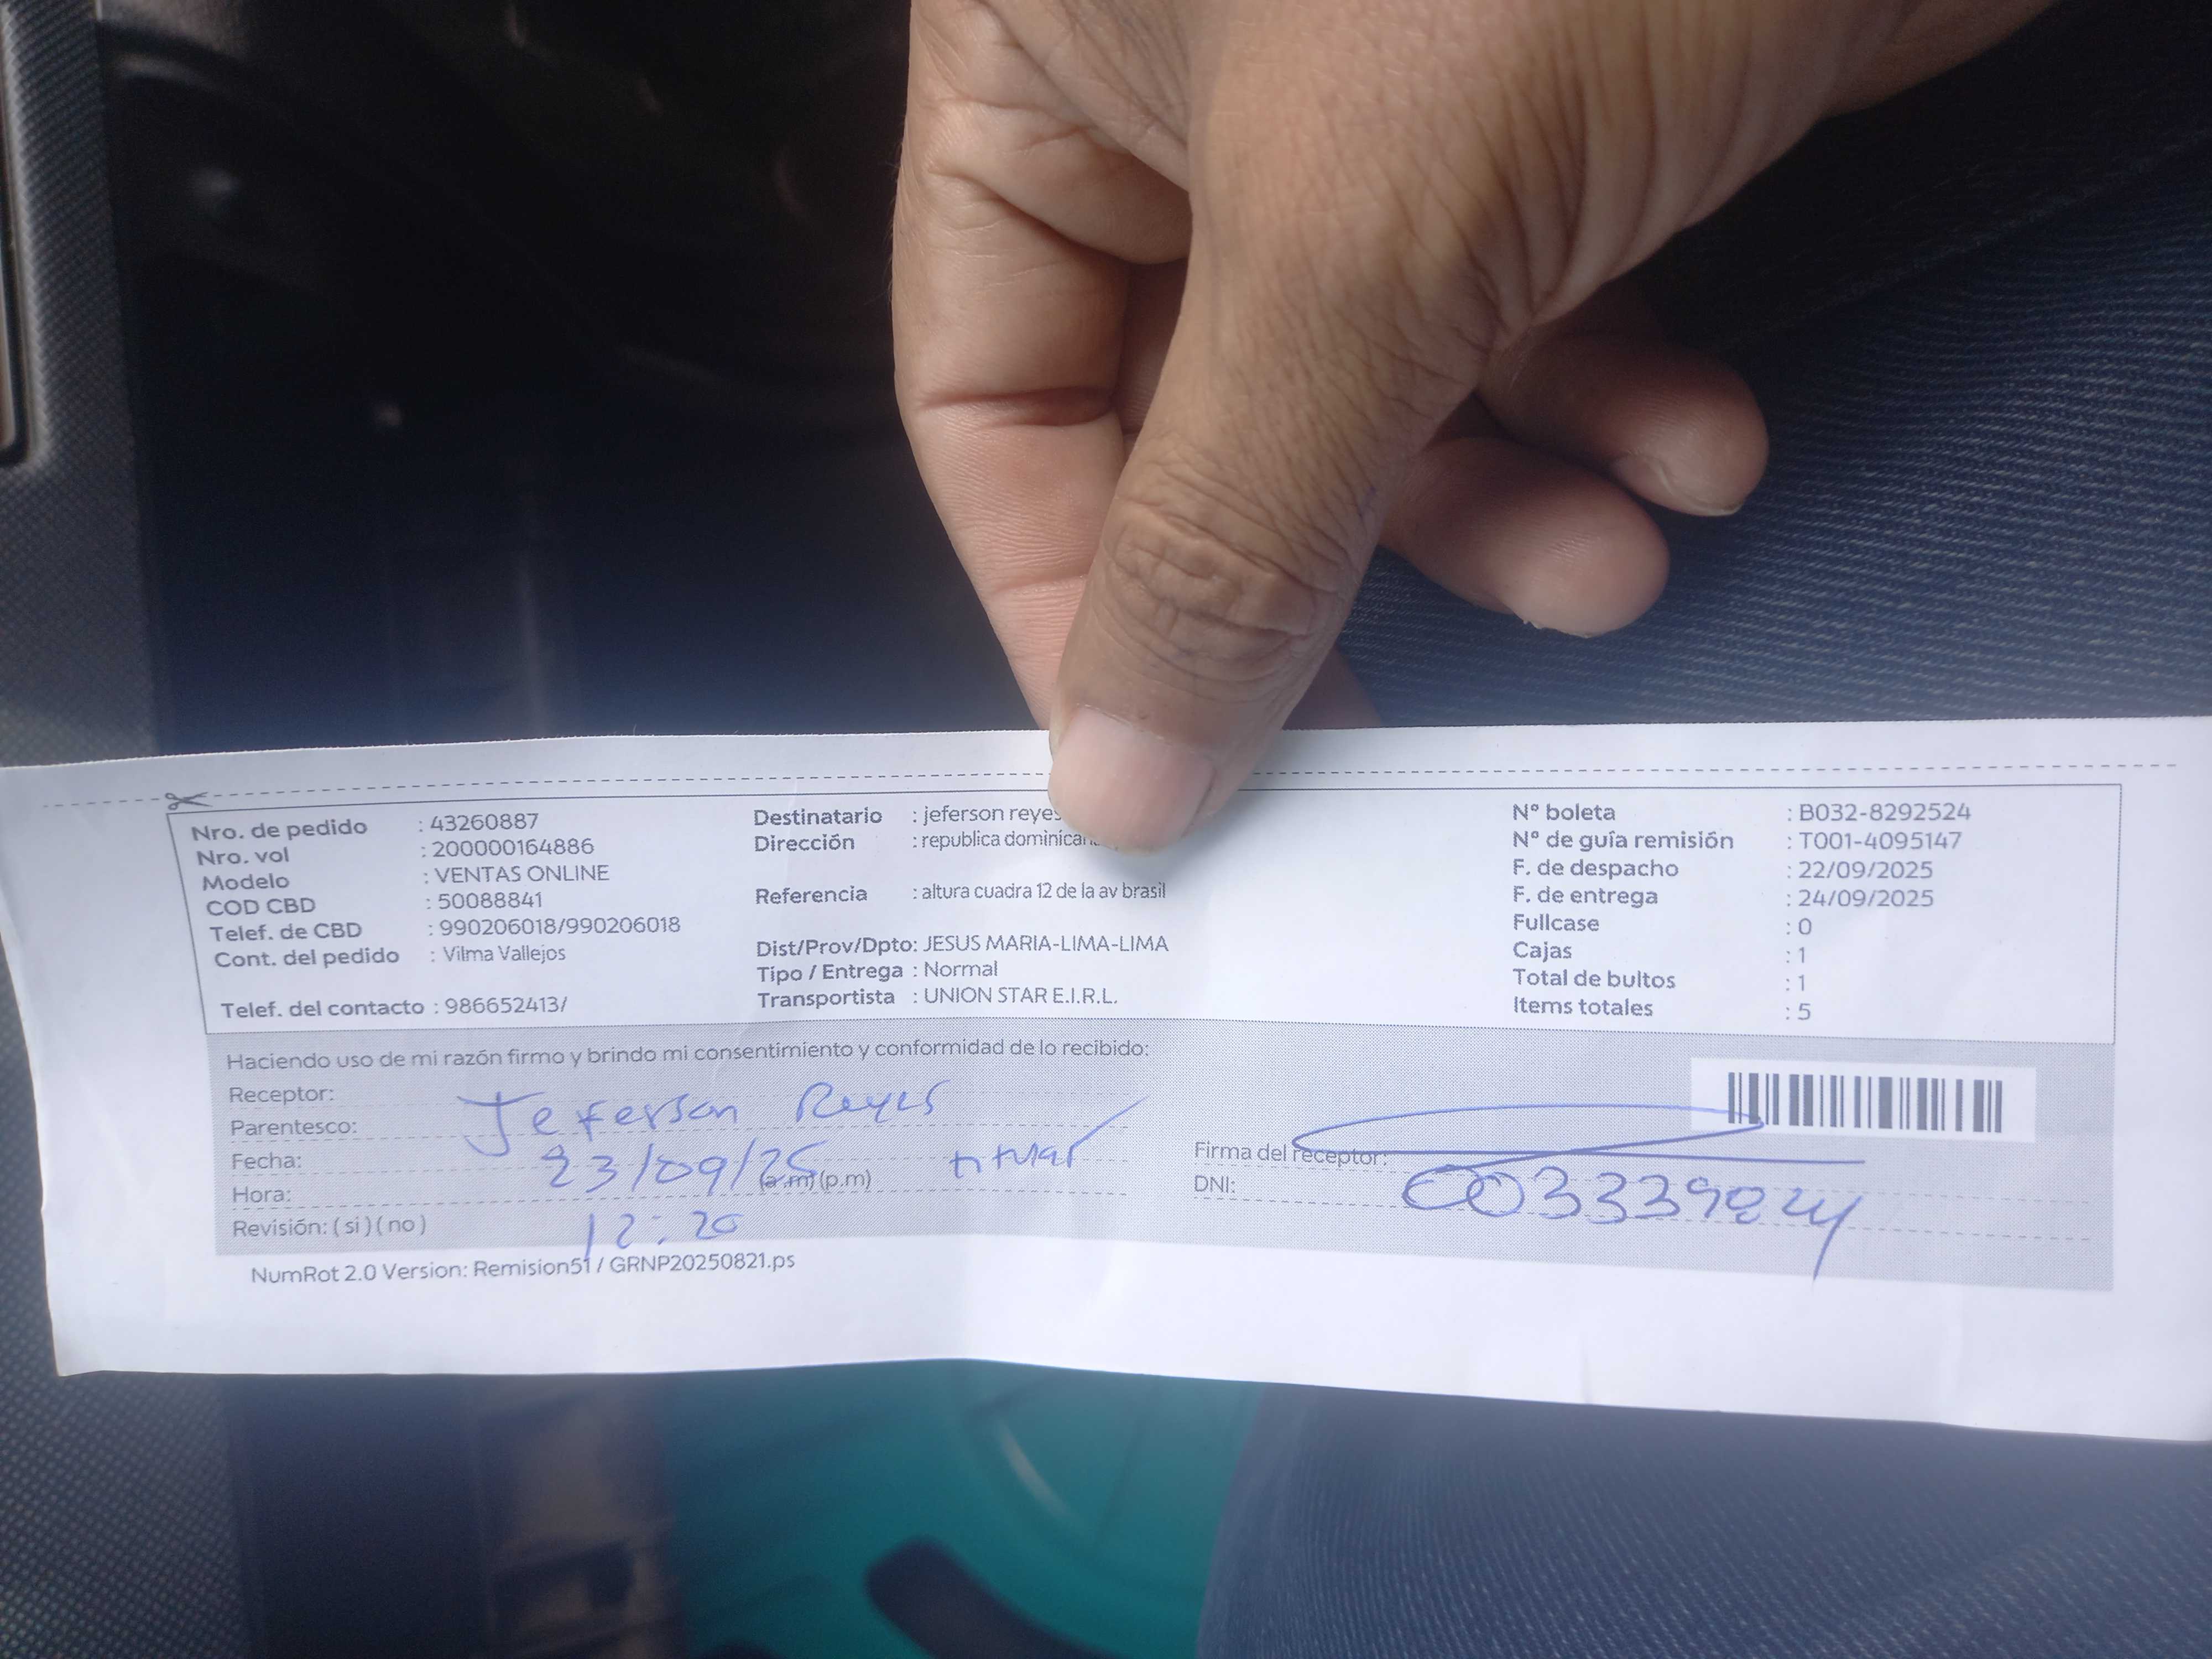 Nro. de pedido : 43260887
Nro. vol : 200000164886
Modelo : VENTAS ONLINE
COD CBD : 50088841
Telef. de CBD : 990206018/990206018
Cont. del pedido : Vilma Vallejos
Telef. del contacto : 986652413/
Destinatario : jeferson reyes
Dirección : republica dominican
Referencia : altura cuadra 12 de la av brasil
Dist/Prov/Dpto: JESUS MARIA-LIMA-LIMA
Tipo / Entrega : Normal
Transportista : UNION STAR E.I.R.L.
N° boleta : B032-8292524
N° de guía remisión : T001-4095147
F. de despacho : 22/09/2025
F. de entrega : 24/09/2025
Fullcase : 0
Cajas : 1
Total de bultos : 1
Items totales : 5
Haciendo uso de mi razón firmo y brindo mi consentimiento y conformidad de lo recibido:
Receptor: Jeferson Reyes
Parentesco: titular
Fecha: 23/09/25
Hora: 12:20 (a.m) (p.m)
Revisión: ( si ) ( no )
Firma del receptor:
DNI: 003339824
NumRot 2.0 Version: Remision51 / GRNP20250821.ps